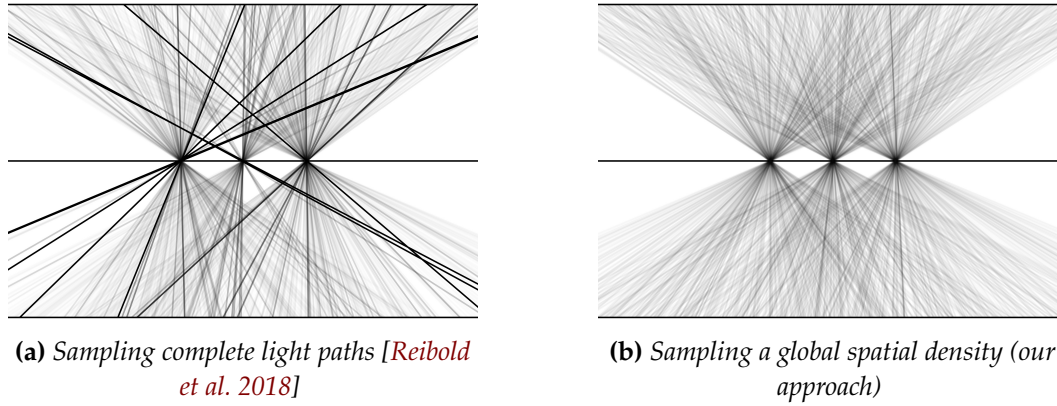 (a) Sampling complete light paths [Reibold
et al. 2018]
(b) Sampling a global spatial density (our
approach)